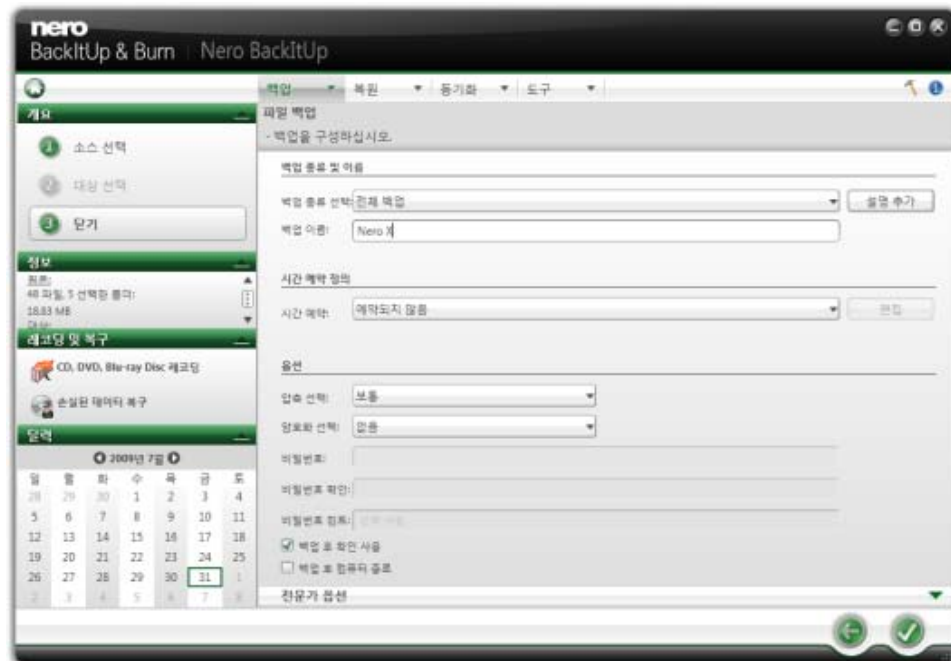 nero
BackItUp & Burn Nero BackItUp
백업 복원 동기화 도구
개요
1 소스 선택
2 대상 선택
3 닫기
정보
원본:
48 파일, 5 선택한 폴더:
18.83 MB
대상:
레코딩 및 복구
CD, DVD, Blu-ray Disc 레코딩
손실된 데이터 복구
달력
2009년 7월
일 월 화 수 목 금 토
28 29 30 1 2 3 4
5 6 7 8 9 10 11
12 13 14 15 16 17 18
19 20 21 22 23 24 25
26 27 28 29 30 31 1
2 3 4 5 6 7 8
파일 백업
- 백업을 구성하십시오.
백업 종류 및 이름
백업 종류 선택: 전체 백업 설명 추가
백업 이름: Nero X
시간 예약 정의
시간 예약: 예약되지 않음 편집
옵션
압축 선택: 보통
암호화 선택: 없음
비밀번호:
비밀번호 확인:
비밀번호 힌트:
백업 후 확인 사용
백업 후 컴퓨터 종료
전문가 옵션